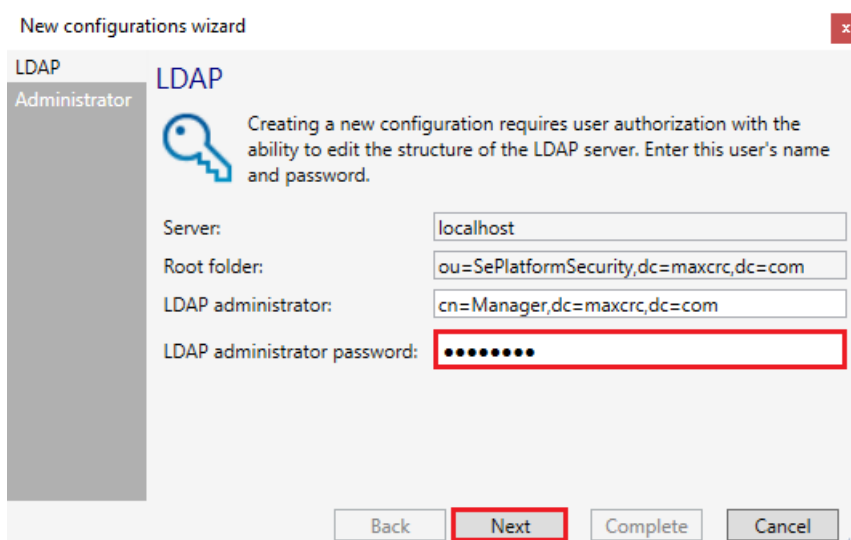 New configurations wizard
x
LDAP
Administrator
LDAP
Creating a new configuration requires user authorization with the
ability to edit the structure of the LDAP server. Enter this user's name
and password.
Server: localhost
Root folder: ou=SePlatformSecurity,dc=maxcrc,dc=com
LDAP administrator: cn=Manager,dc=maxcrc,dc=com
LDAP administrator password: ●●●●●●●●
Back Next Complete Cancel